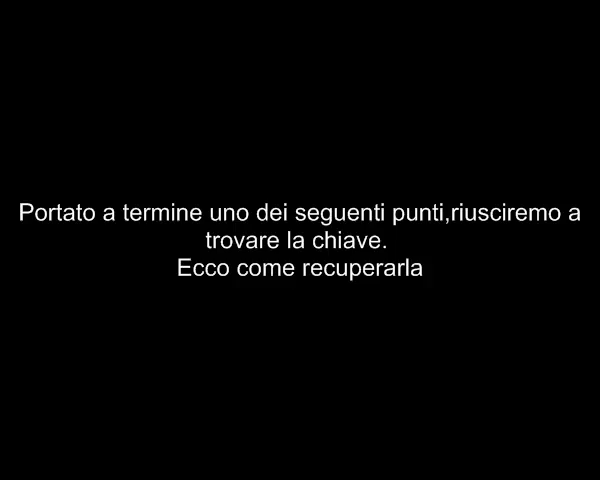 Portato a termine uno dei seguenti punti,riusciremo a
trovare la chiave.
Ecco come recuperarla